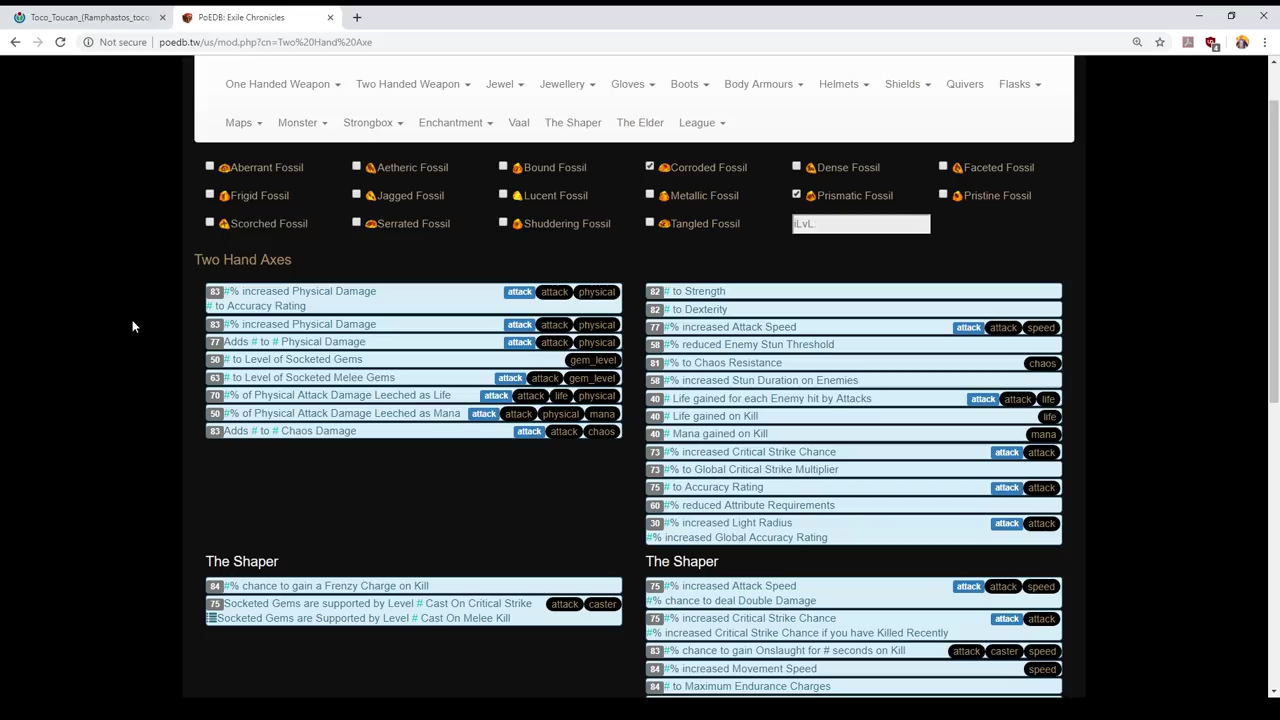 Toco_Toucan_(Ramphastos_toco
PoEDB: Exile Chronicles
Not secure
poedb.tw/us/mod.php?cn=Two%20Hand%20Axe
One Handed Weapon
Two Handed Weapon
Jewel
Jewellery
Gloves
Boots
Body Armours
Helmets
Shields
Quivers
Flasks
Maps
Monster
Strongbox
Enchantment
Vaal
The Shaper
The Elder
League
Aberrant Fossil
Aetheric Fossil
Bound Fossil
Corroded Fossil
Dense Fossil
Faceted Fossil
Frigid Fossil
Jagged Fossil
Lucent Fossil
Metallic Fossil
Prismatic Fossil
Pristine Fossil
Scorched Fossil
Serrated Fossil
Shuddering Fossil
Tangled Fossil
iLvL.
Two Hand Axes
83 #% increased Physical Damage attack attack physical
# to Accuracy Rating
83 #% increased Physical Damage attack attack physical
77 Adds # to # Physical Damage attack attack physical
50 # to Level of Socketed Gems gem_level
63 # to Level of Socketed Melee Gems attack attack gem_level
70 #% of Physical Attack Damage Leeched as Life attack attack life physical
50 #% of Physical Attack Damage Leeched as Mana attack attack physical mana
83 Adds # to # Chaos Damage attack attack chaos
82 # to Strength
82 # to Dexterity
77 #% increased Attack Speed attack attack speed
58 #% reduced Enemy Stun Threshold
81 #% to Chaos Resistance chaos
58 #% increased Stun Duration on Enemies
40 # Life gained for each Enemy hit by Attacks attack attack life
40 # Life gained on Kill life
40 # Mana gained on Kill mana
73 #% increased Critical Strike Chance attack attack
73 #% to Global Critical Strike Multiplier
75 # to Accuracy Rating attack attack
60 #% reduced Attribute Requirements
30 #% increased Light Radius attack attack
#% increased Global Accuracy Rating
The Shaper
84 #% chance to gain a Frenzy Charge on Kill
75 Socketed Gems are supported by Level # Cast On Critical Strike attack caster
Socketed Gems are Supported by Level # Cast On Melee Kill
The Shaper
75 #% increased Attack Speed attack attack speed
#% chance to deal Double Damage
75 #% increased Critical Strike Chance attack attack
#% increased Critical Strike Chance if you have Killed Recently
83 #% chance to gain Onslaught for # seconds on Kill attack caster speed
84 #% increased Movement Speed speed
84 # to Maximum Endurance Charges